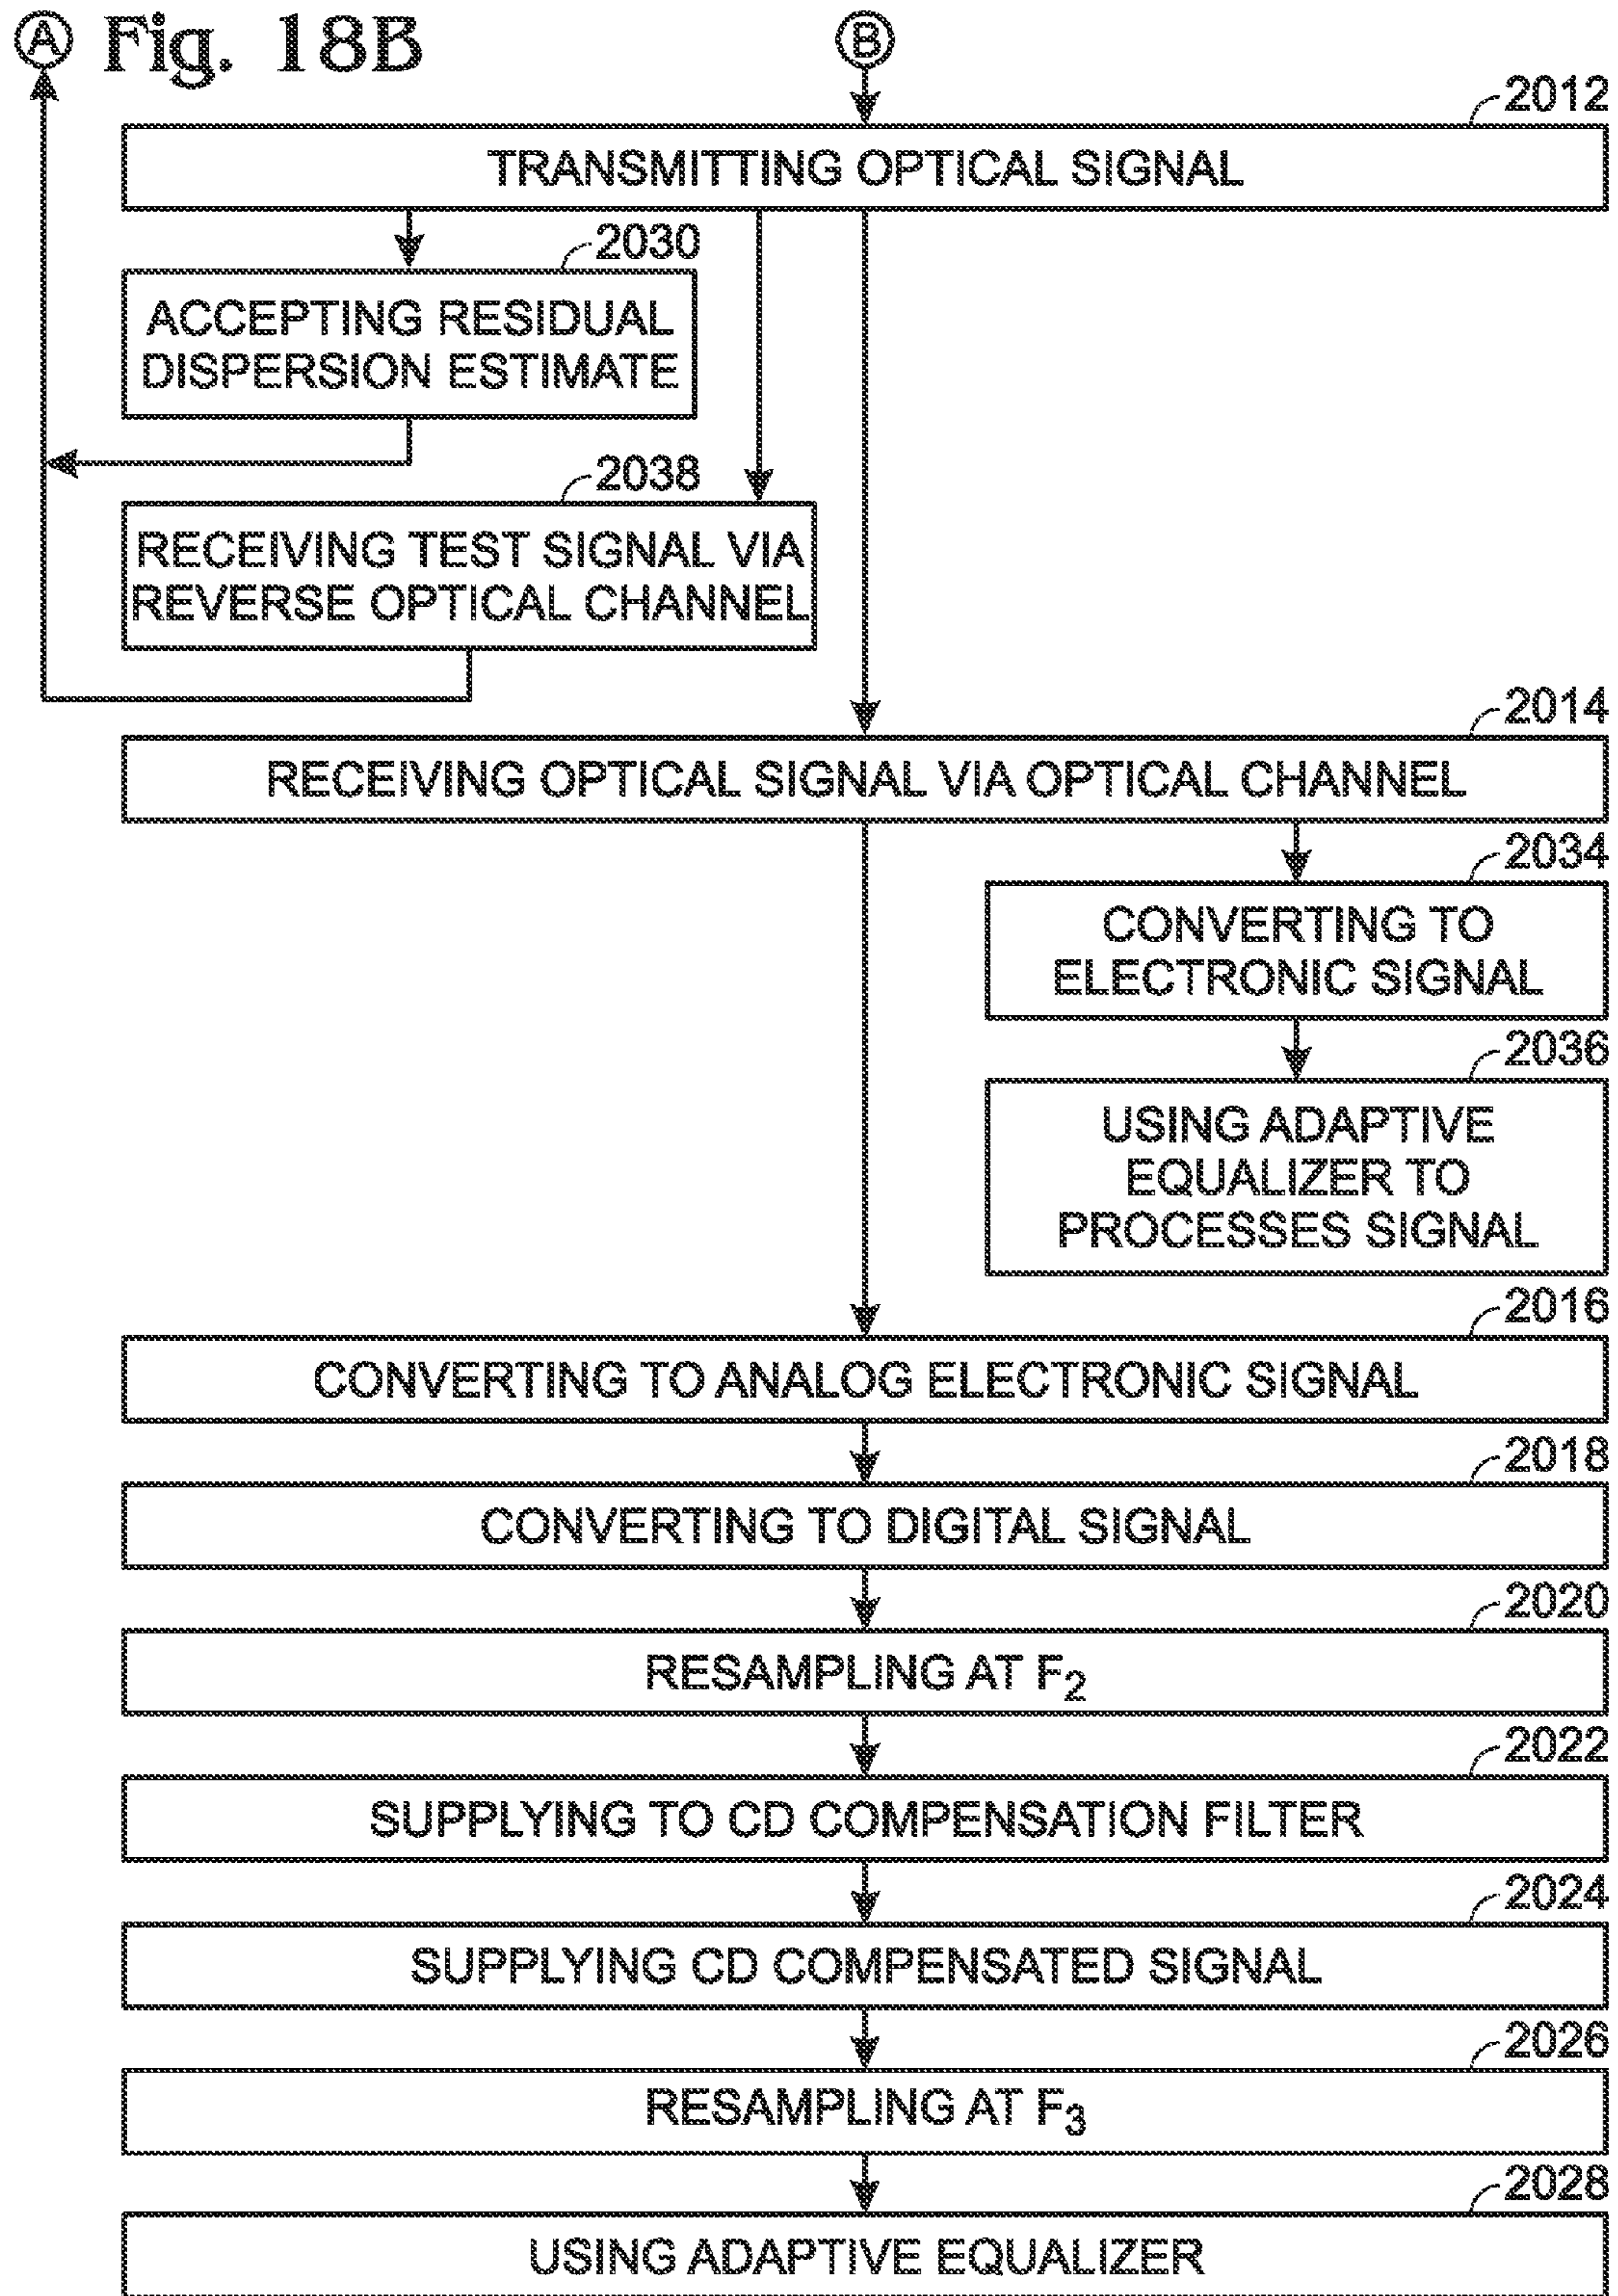 A Fig. 18B
B
2012
TRANSMITTING OPTICAL SIGNAL
2030
ACCEPTING RESIDUAL
DISPERSION ESTIMATE
2038
RECEIVING TEST SIGNAL VIA
REVERSE OPTICAL CHANNEL
2014
RECEIVING OPTICAL SIGNAL VIA OPTICAL CHANNEL
2034
CONVERTING TO
ELECTRONIC SIGNAL
2036
USING ADAPTIVE
EQUALIZER TO
PROCESSES SIGNAL
2016
CONVERTING TO ANALOG ELECTRONIC SIGNAL
2018
CONVERTING TO DIGITAL SIGNAL
2020
RESAMPLING AT F2
2022
SUPPLYING TO CD COMPENSATION FILTER
2024
SUPPLYING CD COMPENSATED SIGNAL
2026
RESAMPLING AT F3
2028
USING ADAPTIVE EQUALIZER